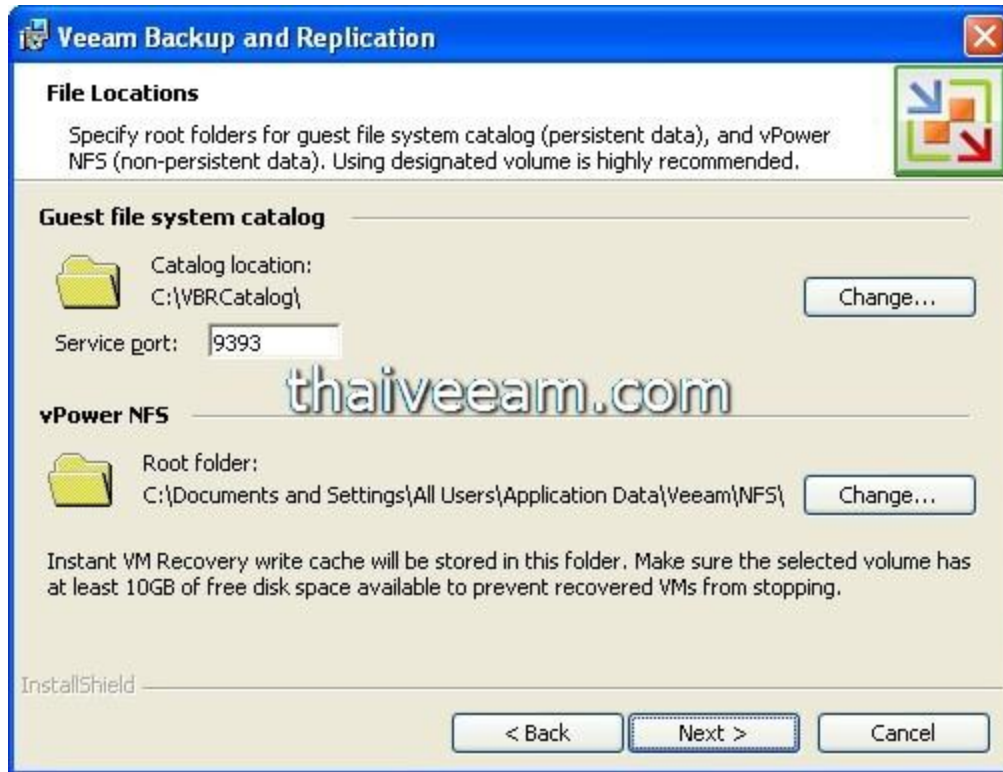 Veeam Backup and Replication
File Locations
Specify root folders for guest file system catalog (persistent data), and vPower
NFS (non-persistent data). Using designated volume is highly recommended.
Guest file system catalog
Catalog location:
C:\VBRCatalog\
Change...
Service port:
9393
thaiveeam.com
vPower NFS
Root folder:
C:\Documents and Settings\All Users\Application Data\Veeam\NFS\
Change...
Instant VM Recovery write cache will be stored in this folder. Make sure the selected volume has
at least 10GB of free disk space available to prevent recovered VMs from stopping.
InstallShield
< Back
Next >
Cancel